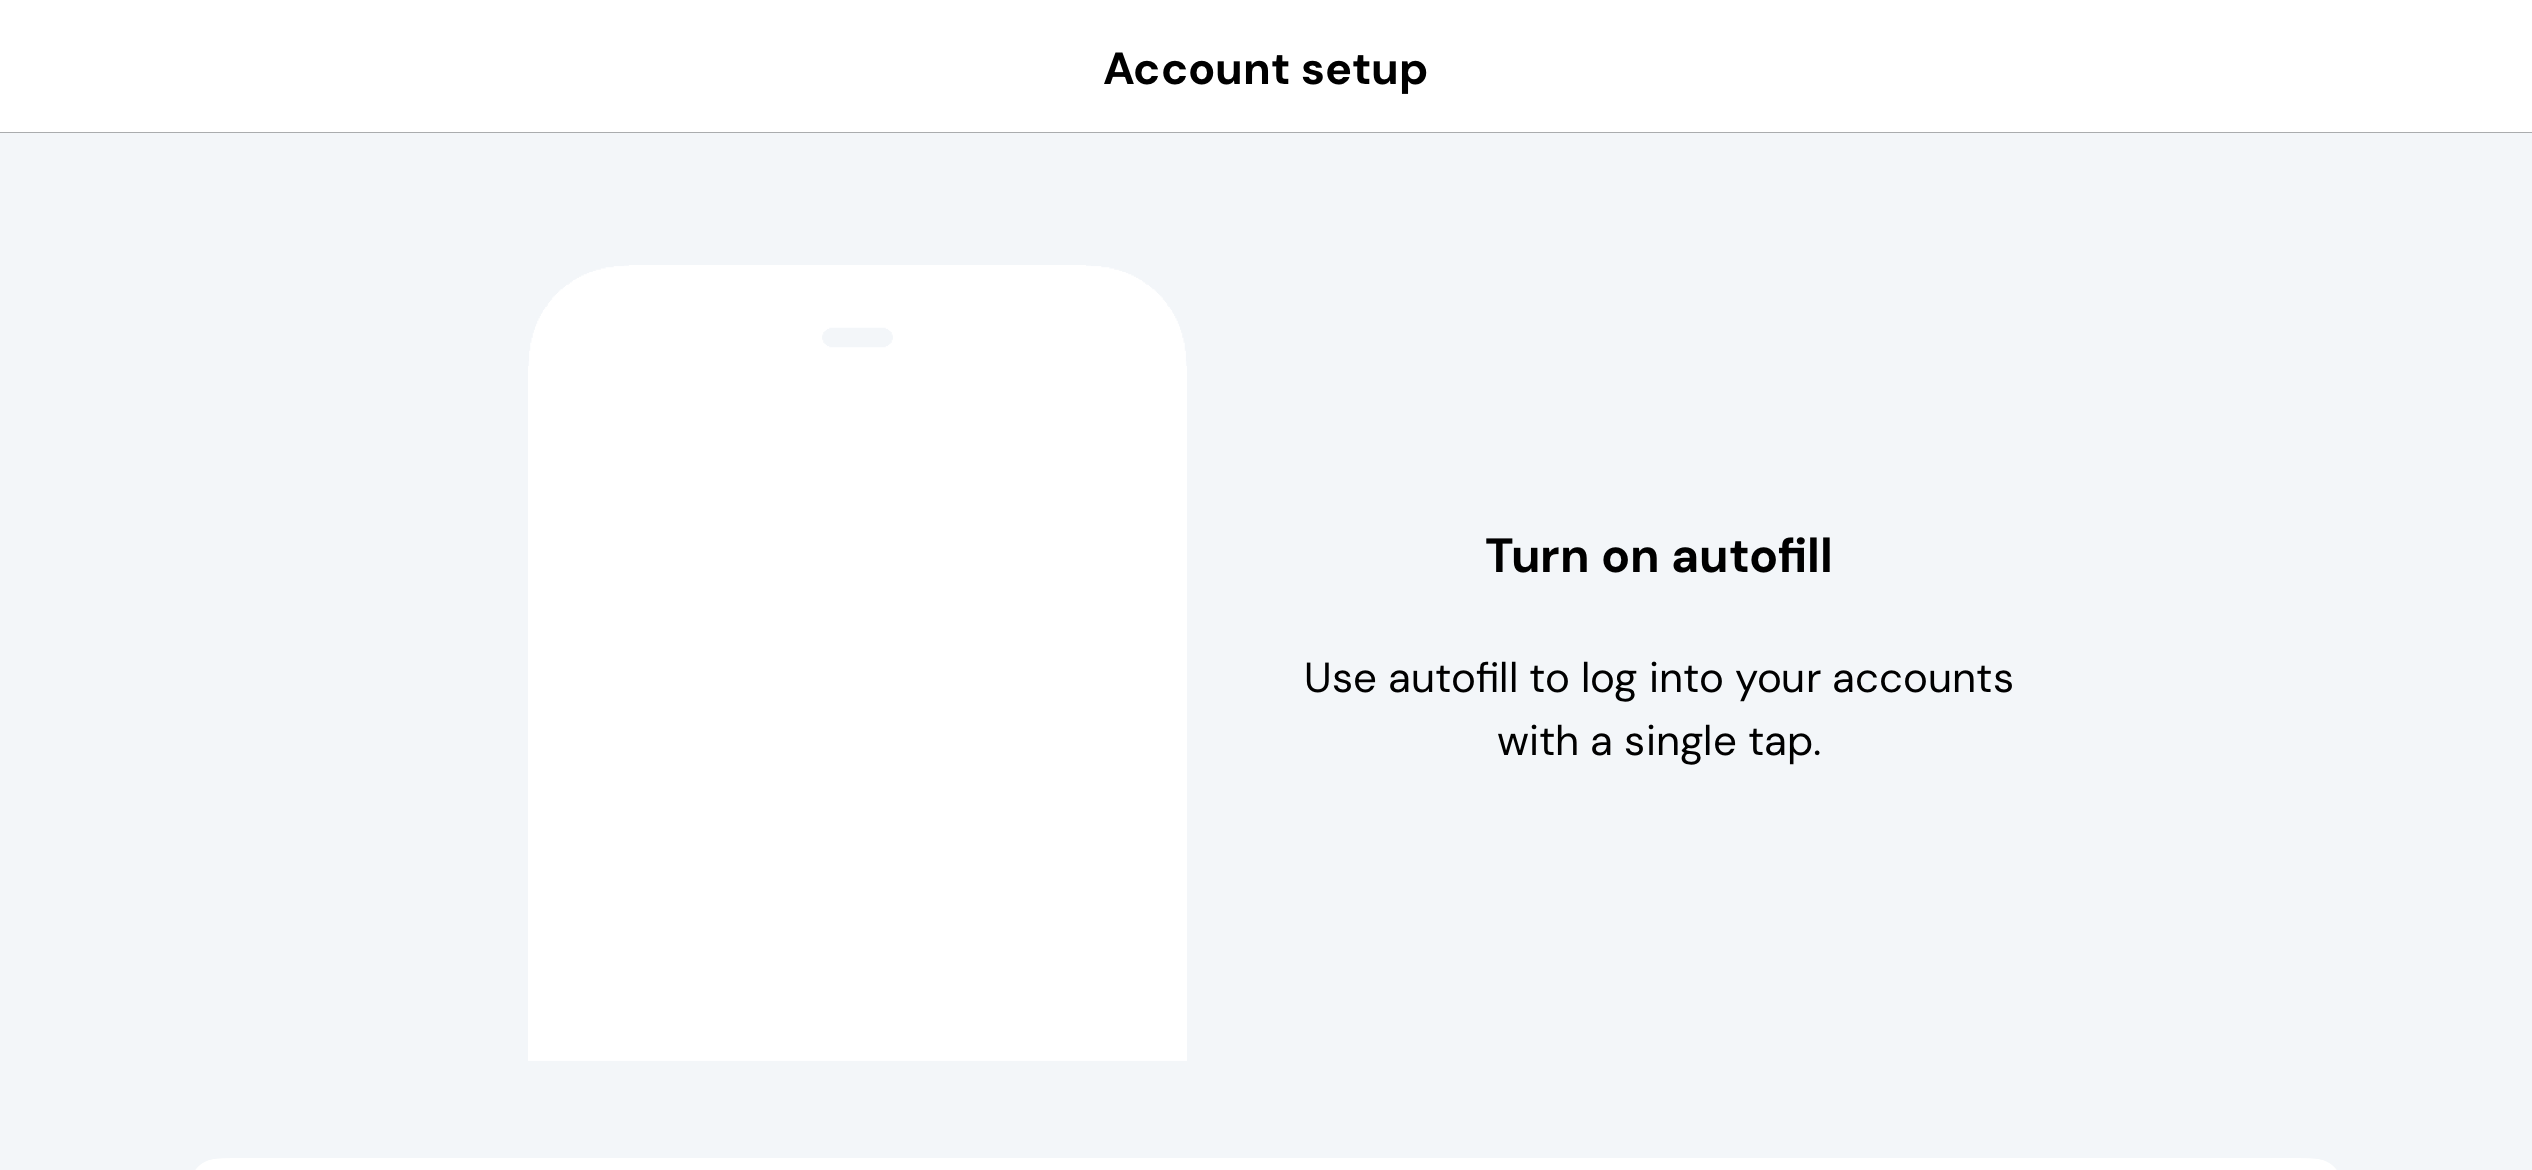 Account setup
Turn on autofill
Use autofill to log into your accounts
with a single tap.